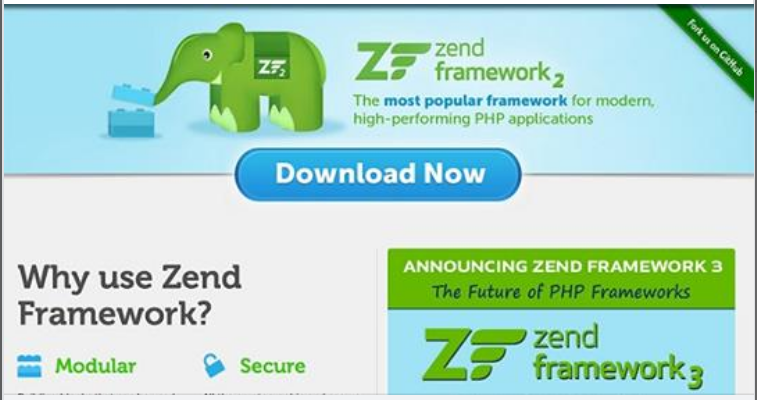 Fork us on GitHub
ZF2
ZF zend
framework 2
The most popular framework for modern,
high-performing PHP applications
Download Now
Why use Zend
Framework?
Modular
Secure
ANNOUNCING ZEND FRAMEWORK 3
The Future of PHP Frameworks
ZF zend
framework 3